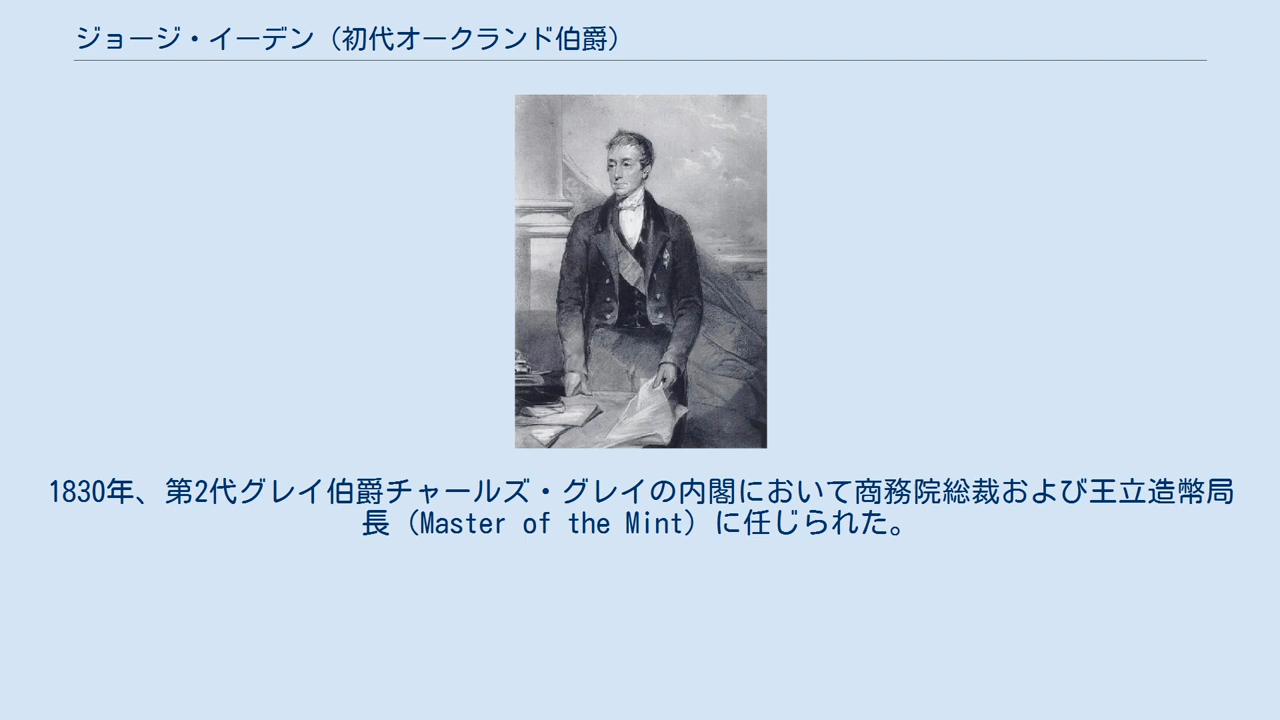 ジョージ・イーデン（初代オークランド伯爵）
1830年、第2代グレイ伯爵チャールズ・グレイの内閣において商務院総裁および王立造幣局
長（Master of the Mint）に任じられた。